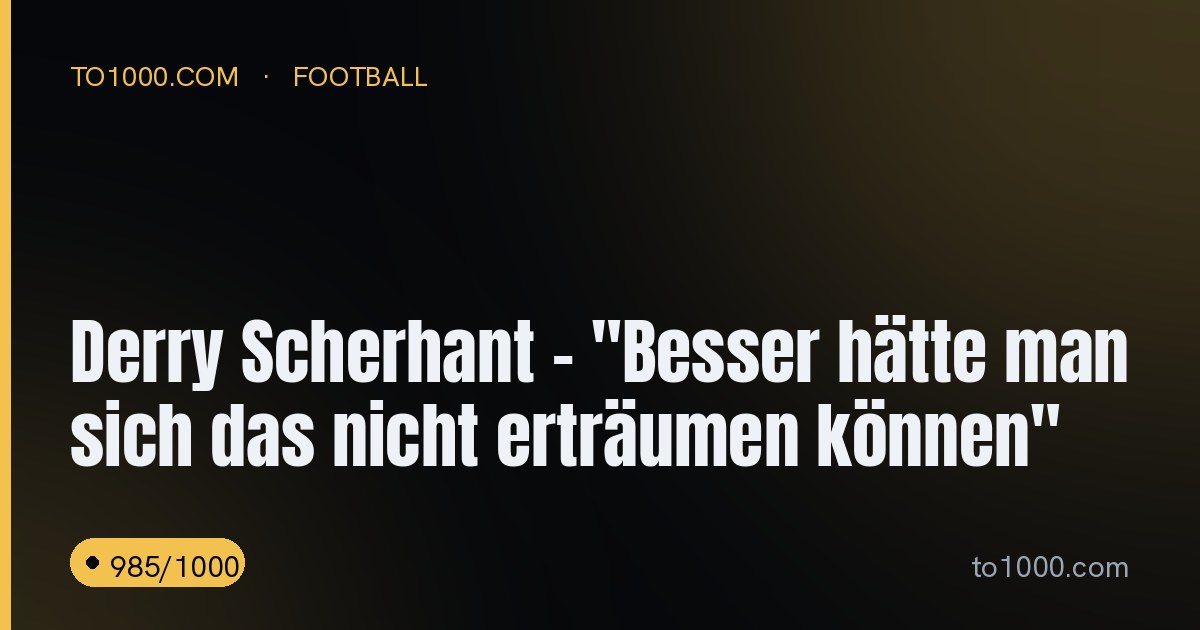 TO1000.COM · FOOTBALL
Derry Scherhant - "Besser hätte man
sich das nicht erträumen können"
985/1000
to1000.com